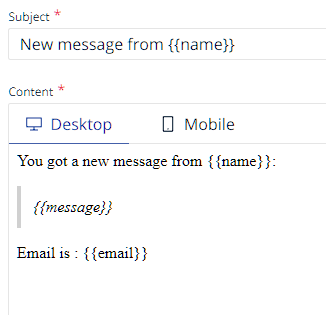 Subject *
New message from {{name}}
Content *
Desktop Mobile
You got a new message from {{name}}:
{{message}}
Email is : {{email}}